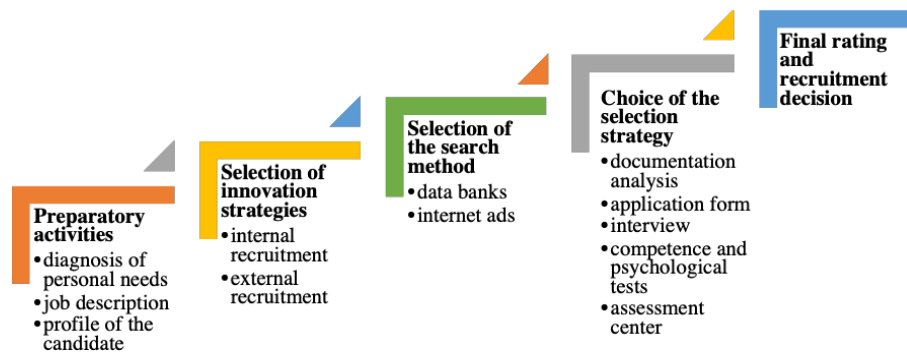 Preparatory
activities
•diagnosis of
personal needs
•job description
•profile of the
candidate
Selection of
innovation
strategies
•internal
recruitment
•external
recruitment
Selection of
the search
method
•data banks
•internet ads
Choice of the
selection
strategy
•documentation
analysis
•application form
•interview
•competence and
psychological
tests
•assessment
center
Final rating
and
recruitment
decision